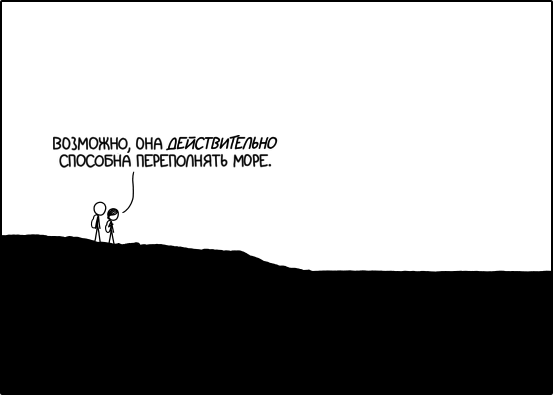 ВОЗМОЖНО, ОНА ДЕЙСТВИТЕЛЬНО
СПОСОБНА ПЕРЕПОЛНЯТЬ МОРЕ.